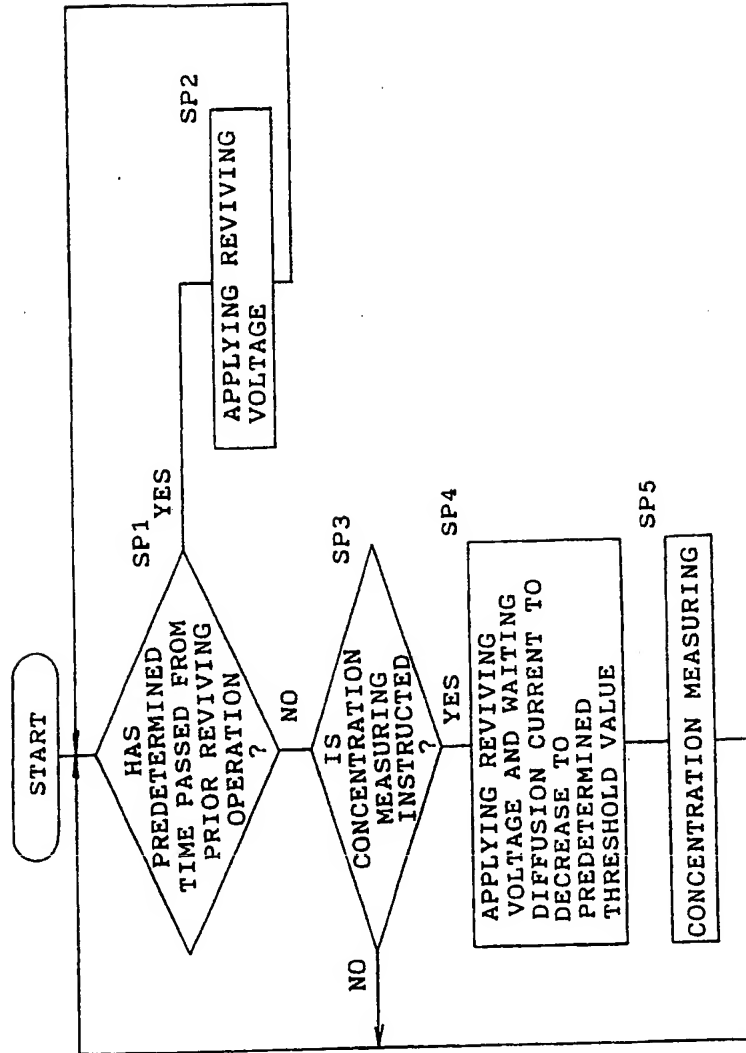 START
HAS
PREDETERMINED
TIME PASSED FROM
PRIOR REVIVING
OPERATION
?
SP1
YES
SP2
APPLYING REVIVING
VOLTAGE
NO
IS
CONCENTRATION
MEASURING
INSTRUCTED
?
SP3
NO
YES
SP4
APPLYING REVIVING
VOLTAGE AND WAITING
DIFFUSION CURRENT TO
DECREASE TO
PREDETERMINED
THRESHOLD VALUE
SP5
CONCENTRATION MEASURING